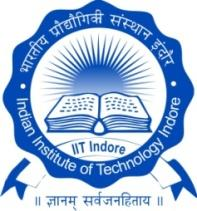 भारतीय प्रौद्योगिकी संस्थान इंदौर
IIT Indore
Indian Institute of Technology Indore
॥ ज्ञानम् सर्वजनहिताय ॥